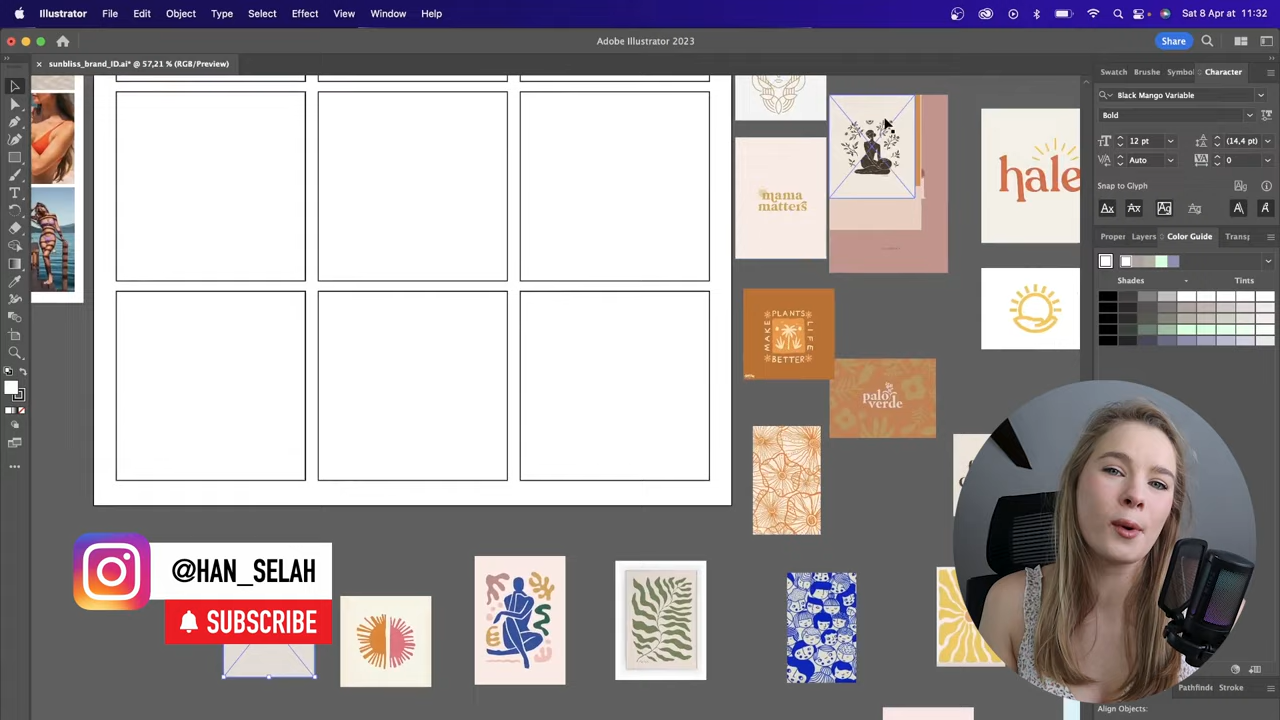 Illustrator File Edit Object Type Select Effect View Window Help
Sat 8 Apr at 11:32
Adobe Illustrator 2023
Share
× sunbliss_brand_ID.ai* @ 57,21 % (RGB/Preview)
Swatch Brushe Symbol Character
Black Mango Variable
Bold
12 pt
(14,4 pt)
Auto
0
Snap to Glyph
Proper Layers Color Guide Transp
Shades
Tints
mama
matters
hale
PLANTS
MAKE
LIFE
BETTER
palo
verde
@HAN_SELAH
SUBSCRIBE
Pathfinde Stroke
Align Objects: